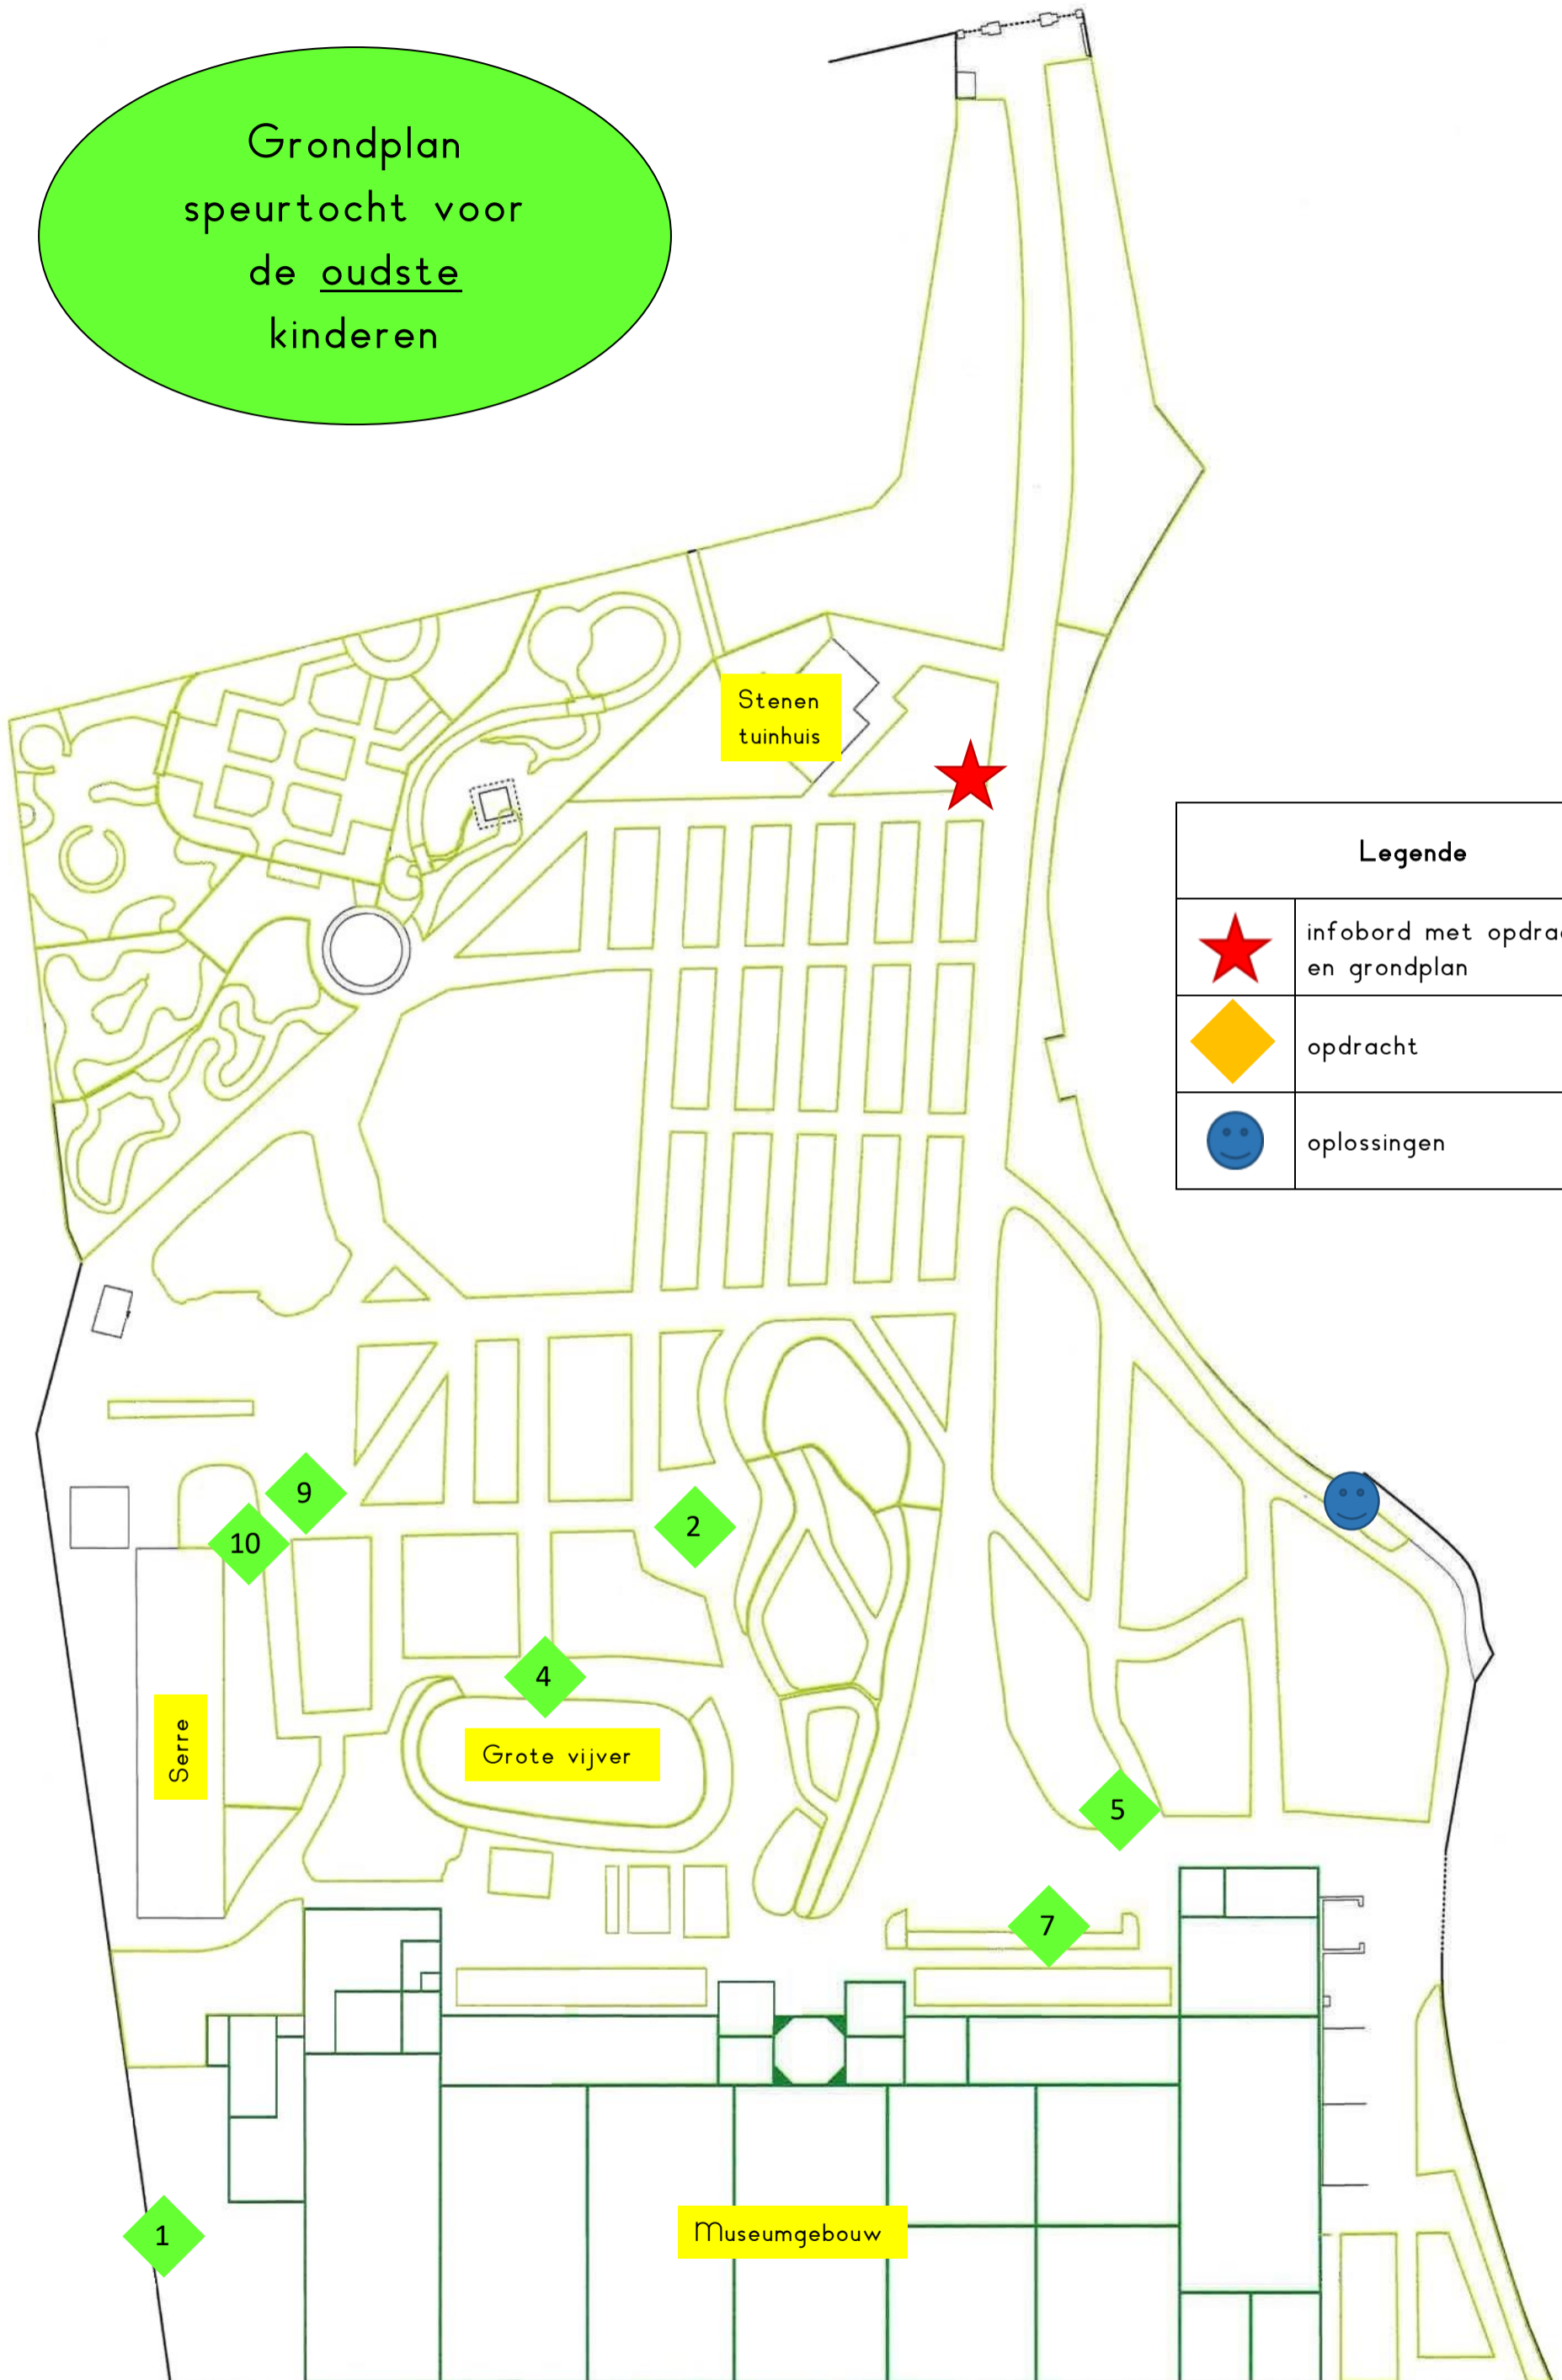 Grondplan
speurtocht voor
de oudste
kinderen
Stenen
tuinhuis
Legende
infobord met
en grondplan
opdracht
oplossingen
9
10
2
4
Grote vijver
Serre
5
7
Museumgebouw
1